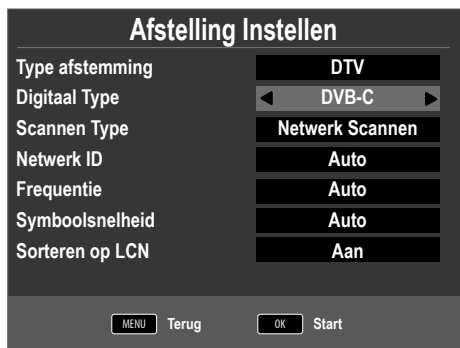 Afstelling Instellen
Type afstemming DTV
Digitaal Type DVB-C
Scannen Type Netwerk Scannen
Netwerk ID Auto
Frequentie Auto
Symboolsnelheid Auto
Sorteren op LCN Aan
MENU Terug OK Start